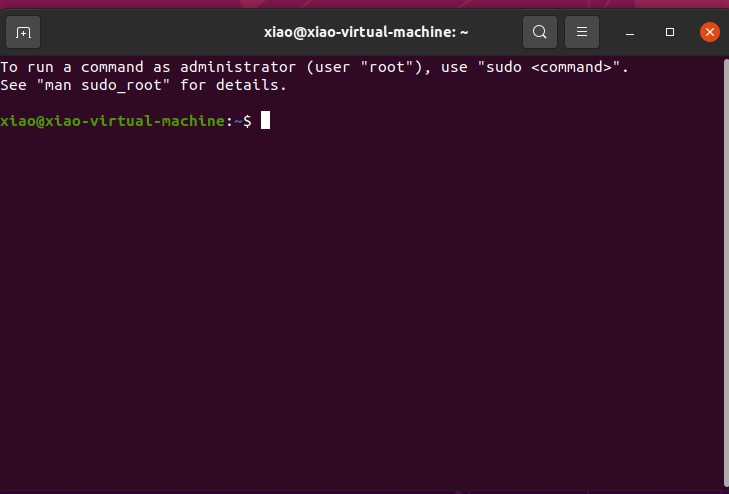 xiao@xiao-virtual-machine: ~
To run a command as administrator (user "root"), use "sudo <command>".
See "man sudo_root" for details.
xiao@xiao-virtual-machine:~$